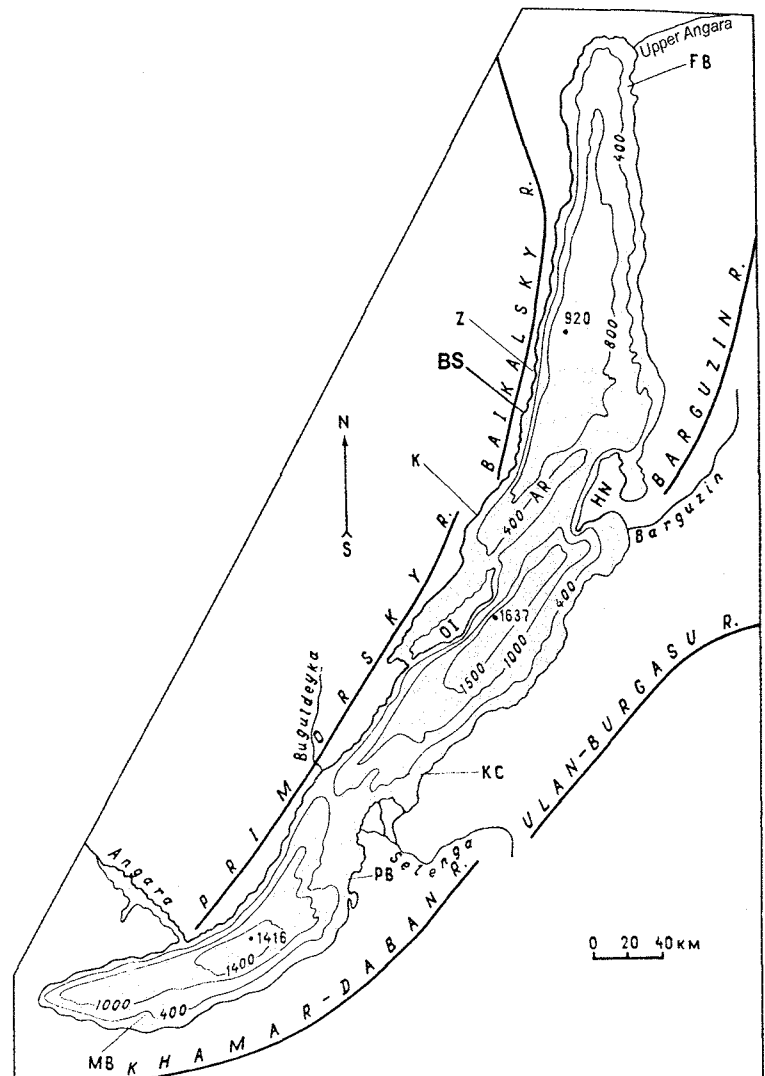 Upper Angara
FB
400
BAIKALSKY R.
920
Z
800
BS
BARGUZIN R.
N
K
400
AR
HN
Barguzin
S
PRIMORSKY R.
OI
1637
400
1000
1500
ULAN-BURGASU R.
Buguldeyka
KC
Selenga
Angara
PB
1416
1400
0 20 40 KM
1000
400
MB
KHAMAR-DABAN R.